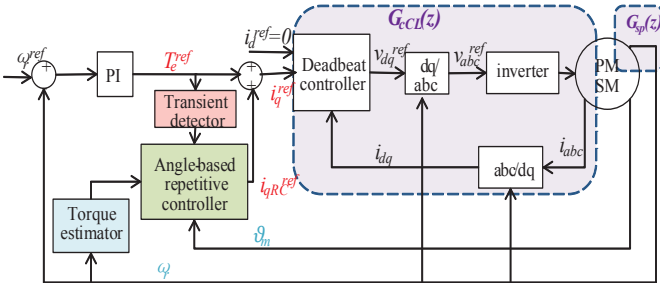 G_cCL(z)
G_sp(z)
ω_r^ref
i_d^ref=0
T_e^ref
PI
Deadbeat
controller
v_dq^ref
dq/
abc
v_abc^ref
inverter
PM
SM
i_q^ref
Transient
detector
i_dq
i_abc
abc/dq
Angle-based
repetitive
controller
i_qRC^ref
Torque
estimator
ϑ_m
ω_r